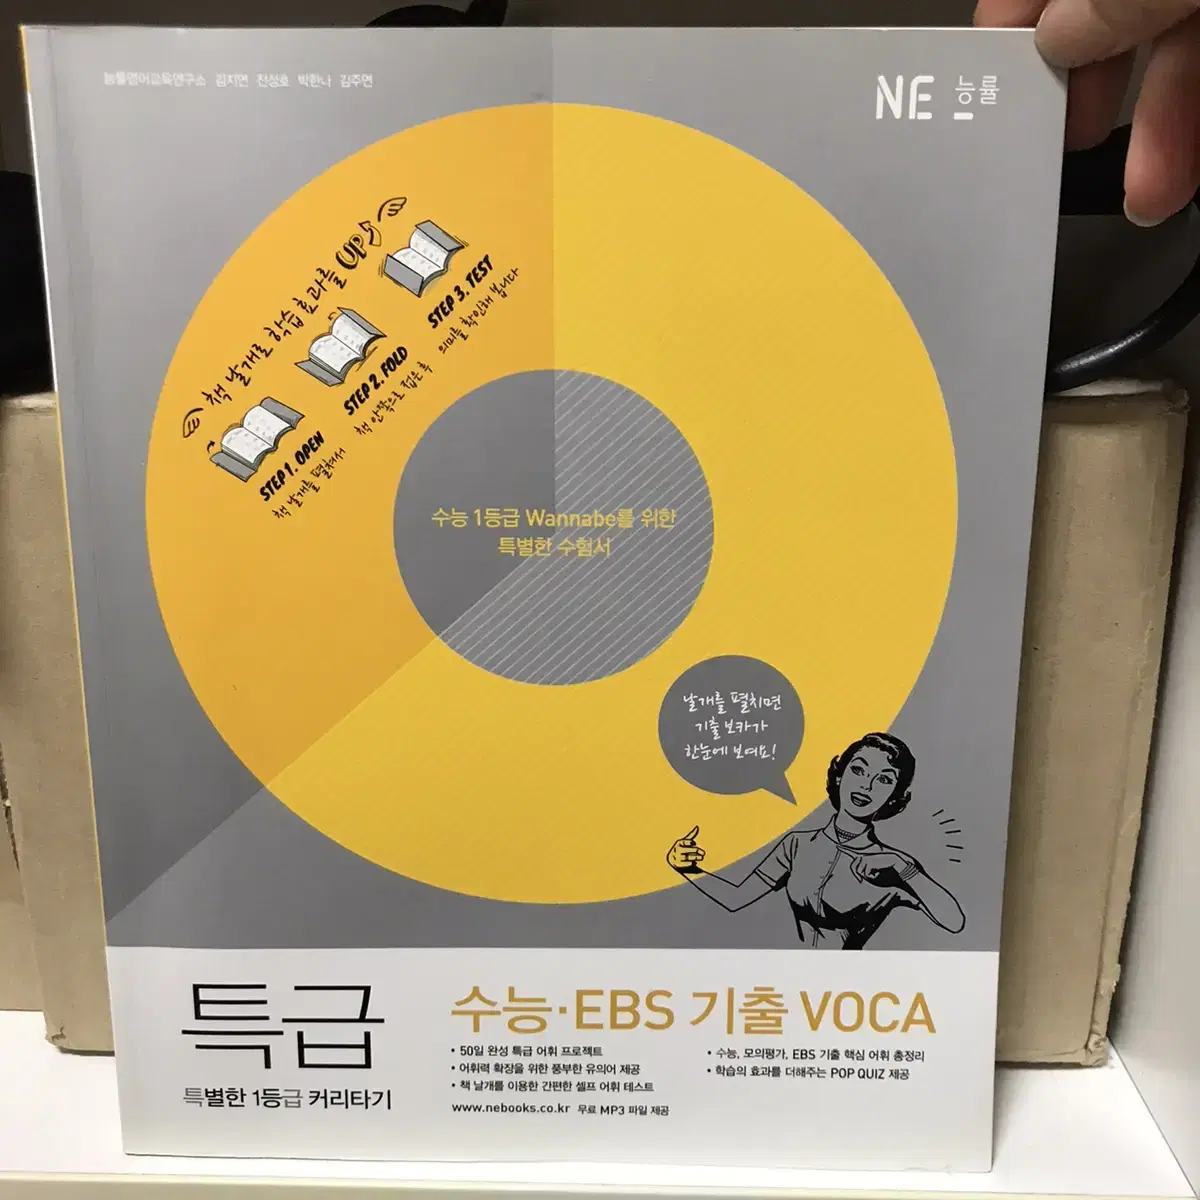 능률영어교육연구소 김지연 전성호 박한나 김주연
NE 능률
책 날개로 학습효과를 UP
STEP 1. OPEN
책 날개를 펼쳐서
STEP 2. FOLD
책 안쪽으로 접은 후
STEP 3. TEST
의미를 확인해 봅니다
수능 1등급 Wannabe를 위한
특별한 수험서
날개를 펼치면
기출 보카가
한눈에 보여요!
특급
특별한 1등급 커리타기
수능·EBS 기출 VOCA
• 50일 완성 특급 어휘 프로젝트
• 어휘력 확장을 위한 풍부한 유의어 제공
• 책 날개를 이용한 간편한 셀프 어휘 테스트
• 수능, 모의평가, EBS 기출 핵심 어휘 총정리
• 학습의 효과를 더해주는 POP QUIZ 제공
www.nebooks.co.kr 무료 MP3 파일 제공